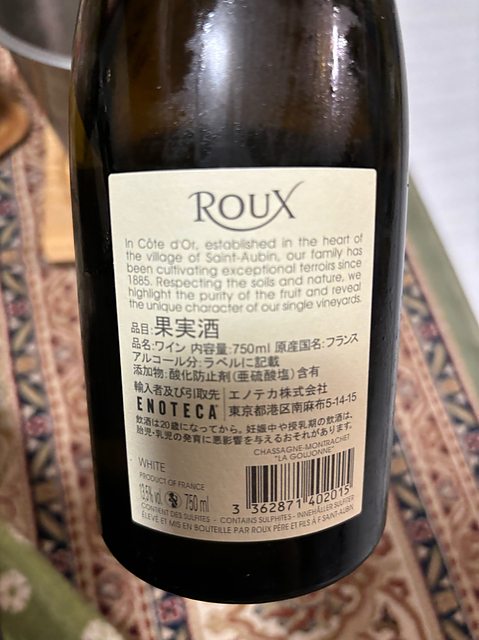 ROUX
In Côte d'Or, established in the heart of
the village of Saint-Aubin, our family has
been cultivating exceptional terroirs since
1885. Respecting the soils and nature, we
highlight the purity of the fruit and reveal
the unique character of our single vineyards.
品目:果実酒
品名:ワイン 内容量:750ml 原産国名:フランス
アルコール分:ラベルに記載
添加物:酸化防止剤(亜硫酸塩)含有
輸入者及び引取先 エノテカ株式会社
ENOTECA 東京都港区南麻布5-14-15
飲酒は20歳になってから。妊娠中や授乳期の飲酒は、
胎児・乳児の発育に悪影響を与えるおそれがあります。
CHASSAGNE-MONTRACHET
"LA GOUJONNE"
WHITE
PRODUCT OF FRANCE
13,5% vol. 750 ml
3 362871 402015
CONTIENT DES SULFITES - CONTAINS SULPHITES - INNEHÅLLER SULFITER
ÉLEVÉ ET MIS EN BOUTEILLE PAR ROUX PÈRE ET FILS À F SAINT-AUBIN